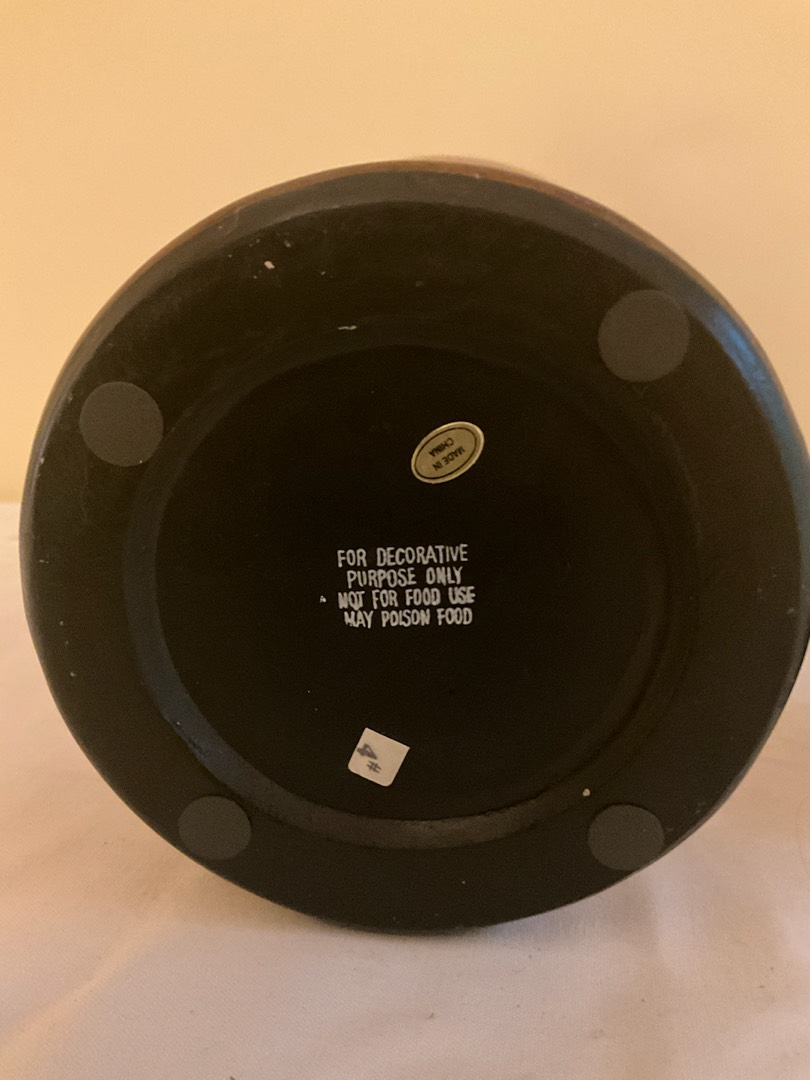 MADE IN
CHINA
FOR DECORATIVE
PURPOSE ONLY
NOT FOR FOOD USE
MAY POISON FOOD
#4